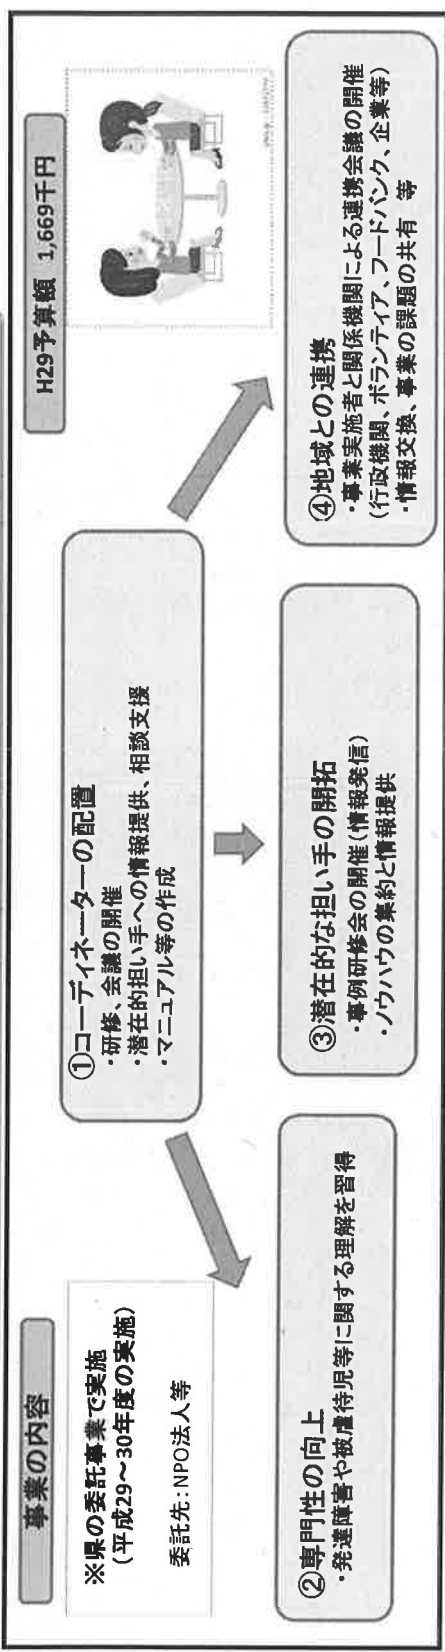 事業の内容
H29予算額 1,669千円
※県の委託事業で実施
(平成29~30年度の実施)
委託先:NPO法人等
①コーディネーターの配置
・研修、会議の開催
・潜在的担い手への情報提供、相談支援
・マニュアル等の作成
②専門性の向上
・発達障害や被虐待児等に関する理解を習得
③潜在的な担い手の開拓
・事例研修会の開催(情報発信)
・ノウハウの集約と情報提供
④地域との連携
・事業実施者と関係機関による連携会議の開催
(行政機関、ボランティア、フードバンク、企業等)
・情報交換、事業の課題の共有 等